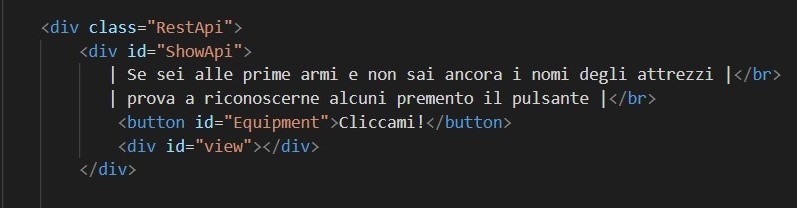 <div class="RestApi">
<div id="ShowApi">
| Se sei alle prime armi e non sai ancora i nomi degli attrezzi |</br>
| prova a riconoscerne alcuni premento il pulsante |</br>
<button id="Equipment">Cliccami!</button>
<div id="view"></div>
</div>